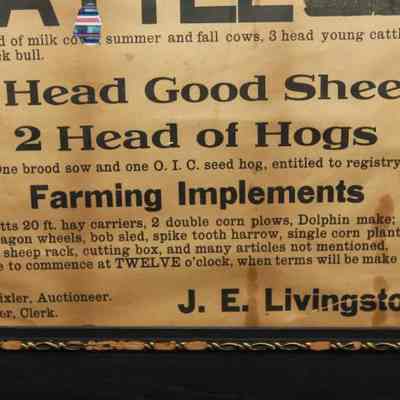 ATTLE
d of milk cows, summer and fall cows, 3 head young cattl
k bull.
Head Good Shee
2 Head of Hogs
One brood sow and one O. I. C. seed hog, entitled to registry
Farming Implements
tts 20 ft. hay carriers, 2 double corn plows, Dolphin make;
agon wheels, bob sled, spike tooth harrow, single corn plant
sheep rack, cutting box, and many articles not mentioned.
e to commence at TWELVE o'clock, when terms will be make
ixler, Auctioneer.
er, Clerk.
J. E. Livingsto